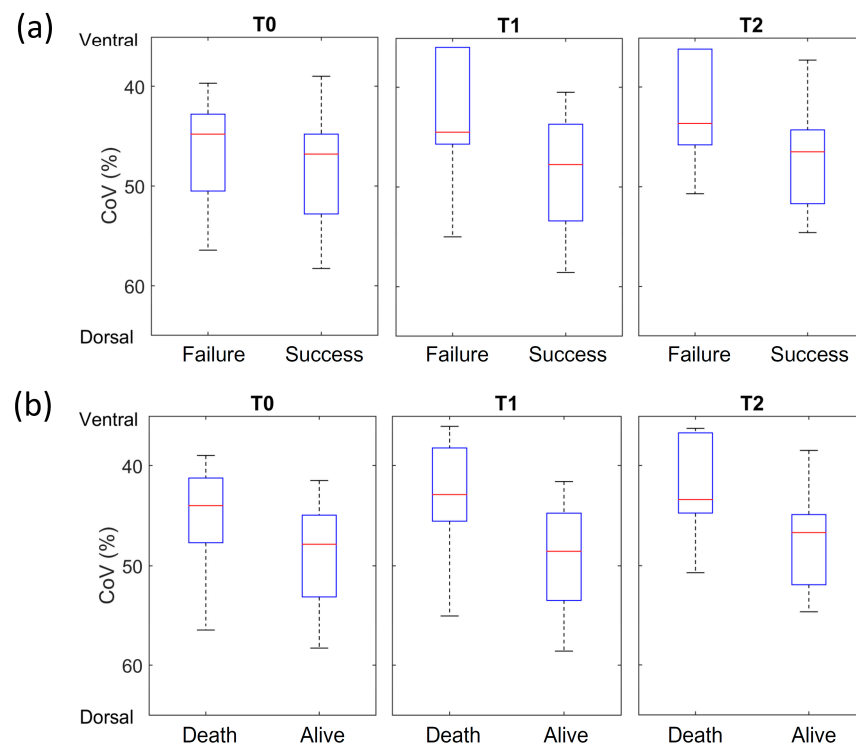 (a)
T0 T1 T2
Ventral
40
50
60
CoV (%)
Dorsal
Failure Success Failure Success Failure Success
(b)
T0 T1 T2
Ventral
40
50
60
CoV (%)
Dorsal
Death Alive Death Alive Death Alive